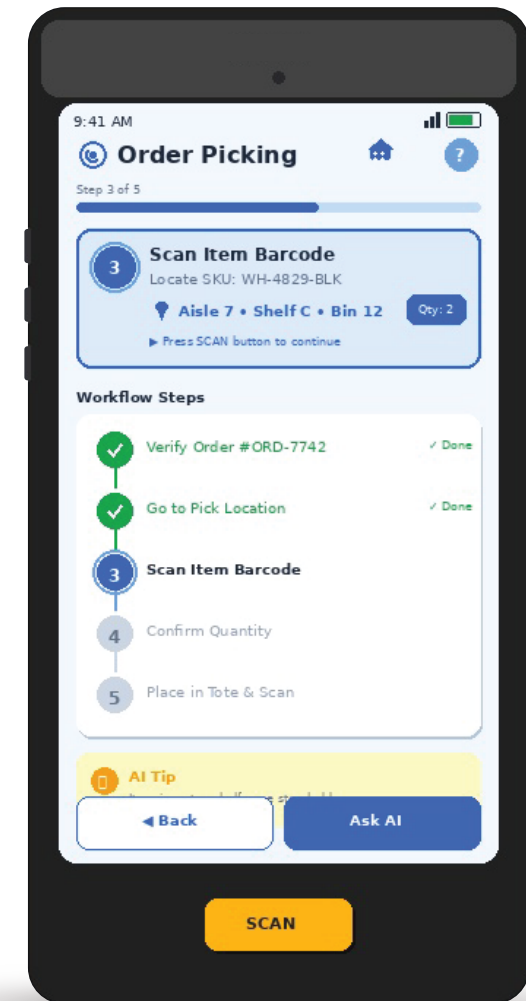 9:41 AM
Order Picking
?
Step 3 of 5
3
Scan Item Barcode
Locate SKU: WH-4829-BLK
Aisle 7 • Shelf C • Bin 12
Qty: 2
▶ Press SCAN button to continue
Workflow Steps
Verify Order #ORD-7742
✓ Done
Go to Pick Location
✓ Done
3
Scan Item Barcode
4
Confirm Quantity
5
Place in Tote & Scan
AI Tip
◀ Back
Ask AI
SCAN